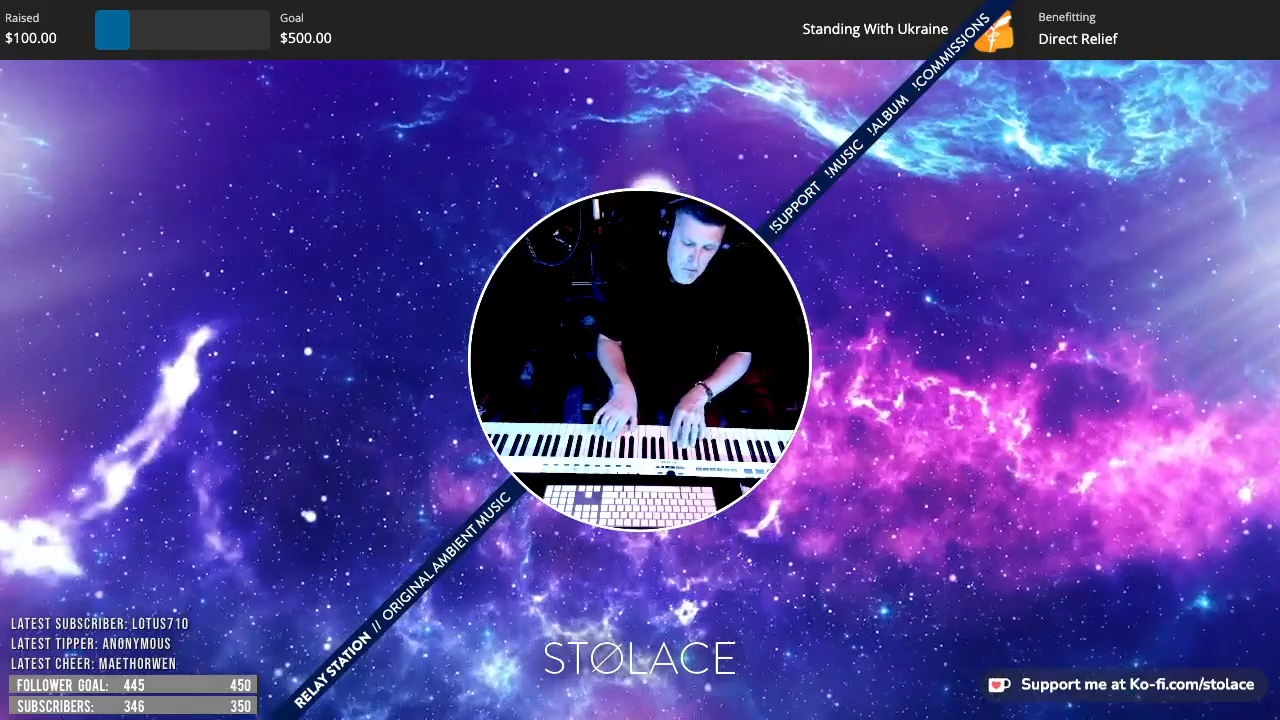 Raised
$100.00
Goal
$500.00
Standing With Ukraine
Benefitting
Direct Relief
!SUPPORT !MUSIC !ALBUM !COMMISSIONS
RELAY STATION // ORIGINAL AMBIENT MUSIC
STØLACE
LATEST SUBSCRIBER: LOTUS710
LATEST TIPPER: ANONYMOUS
LATEST CHEER: MAETHORWEN
FOLLOWER GOAL: 445 450
SUBSCRIBERS: 346 350
Support me at Ko-fi.com/stolace